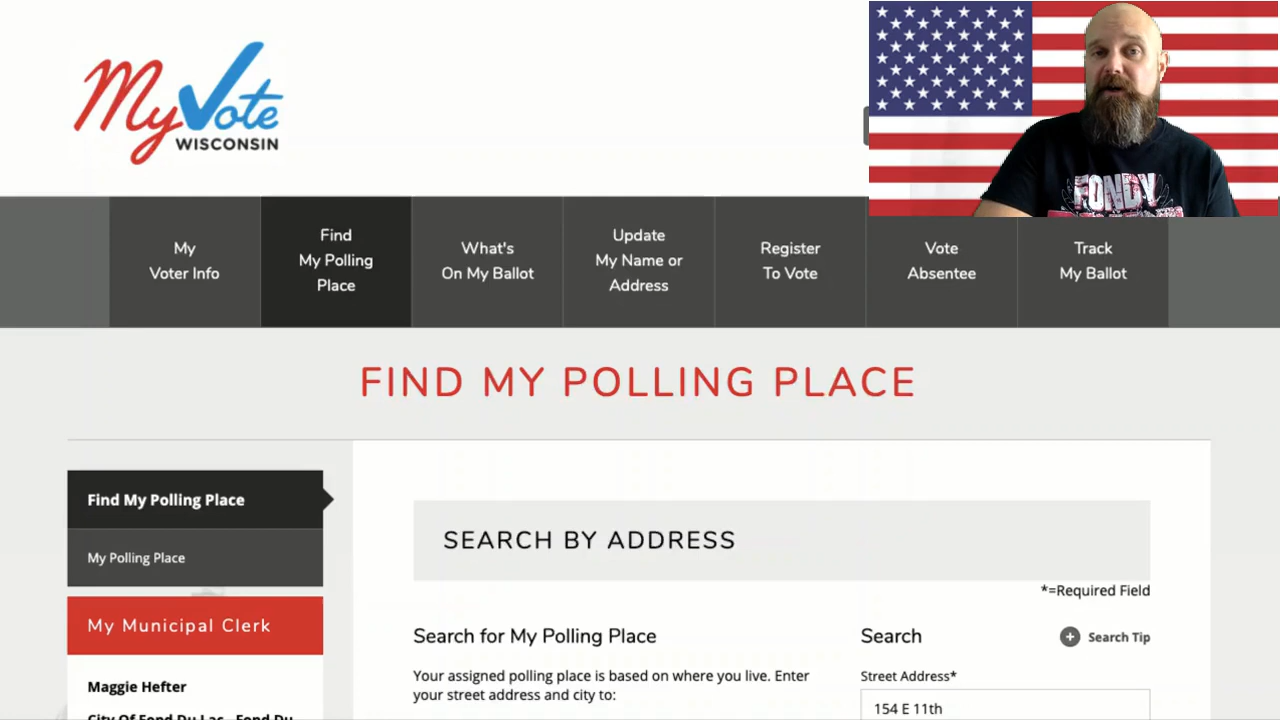 MyVote
WISCONSIN
FONDY
My
Voter Info
Find
My Polling
Place
What's
On My Ballot
Update
My Name or
Address
Register
To Vote
Vote
Absentee
Track
My Ballot
FIND MY POLLING PLACE
Find My Polling Place
My Polling Place
My Municipal Clerk
Maggie Hefter
City Of Fond Du Lac - Fond Du
SEARCH BY ADDRESS
*=Required Field
Search for My Polling Place
Your assigned polling place is based on where you live. Enter
your street address and city to:
Search
Search Tip
Street Address*
154 E 11th